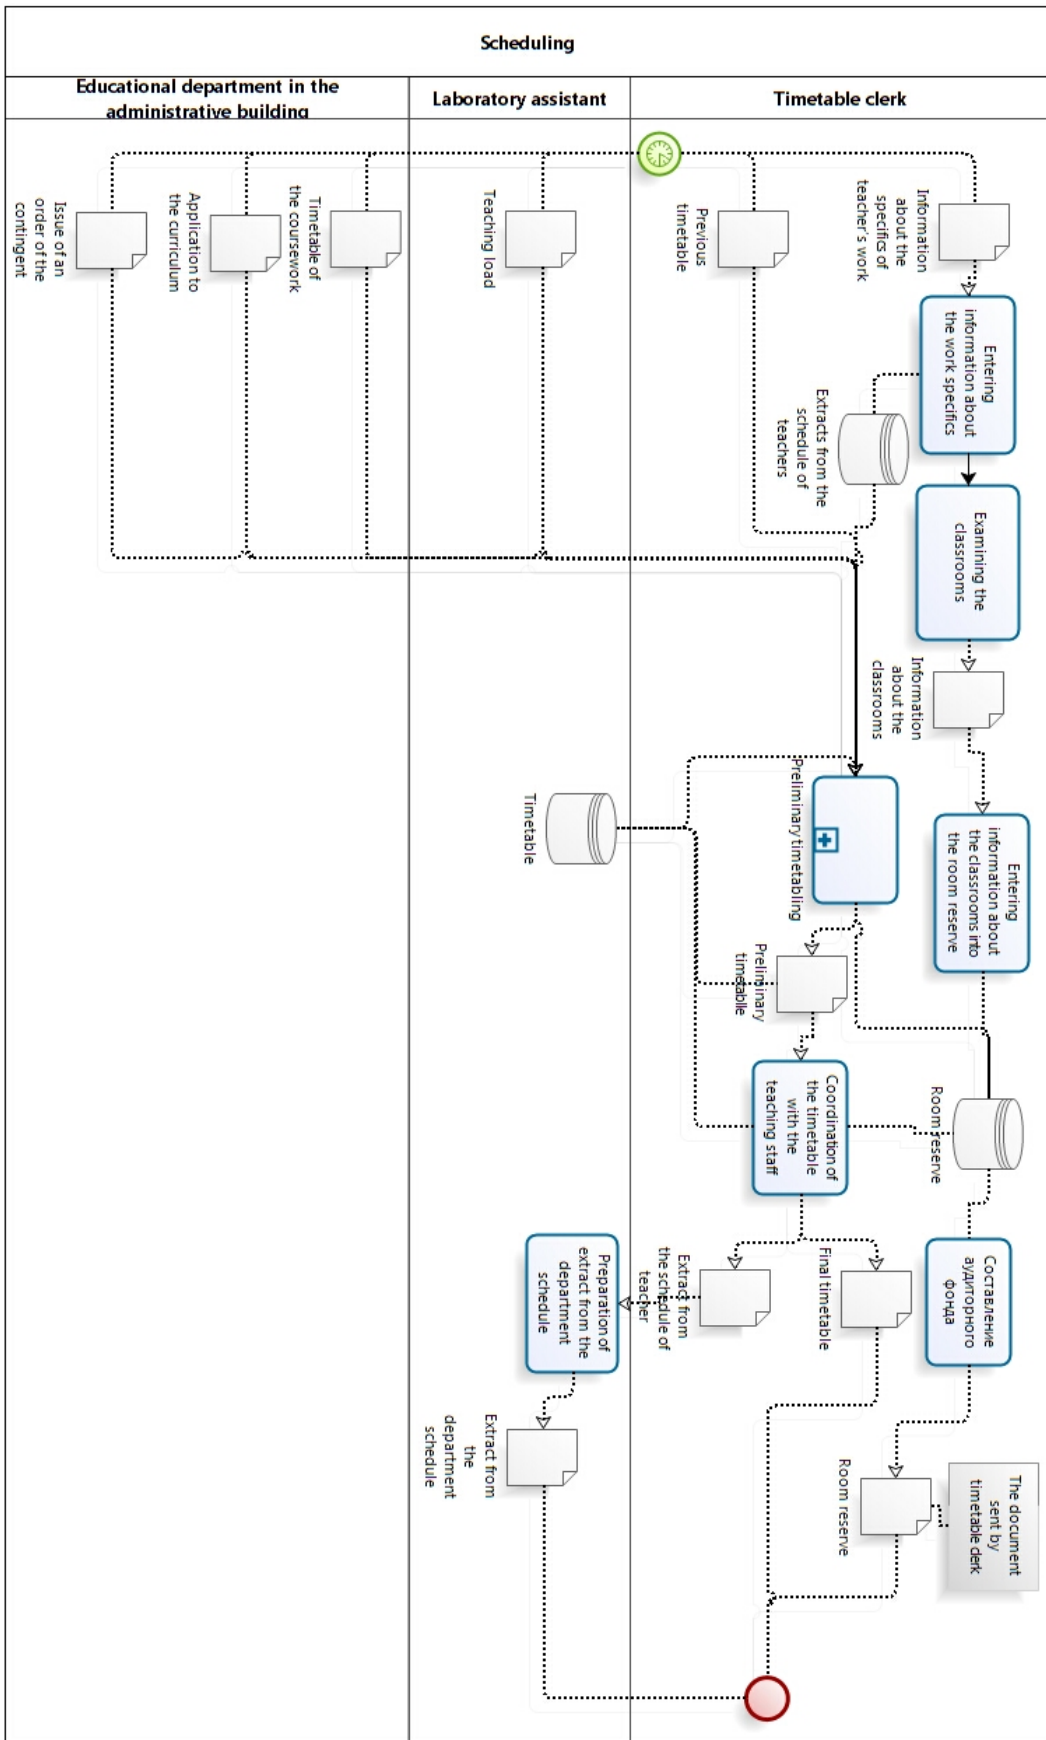 Scheduling
Educational department in the
administrative building
Laboratory assistant
Timetable clerk
Issue of an
order of the
contingent
Application to
the curriculum
Timetable of
the coursework
Teaching load
Previous
timetable
Information
about the
specifics of
teacher's work
Entering
information about
the work specifics
Extracts from the
schedule of
teachers
Examining the
classrooms
Information
about the
classrooms
Entering
information about
the classrooms into
the room reserve
Preliminary timetabling
Timetable
Preliminary
timetable
Coordination of
the timetable
with the
teaching staff
Room reserve
Составление
аудиторного
фонда
Final timetable
Extract from
the schedule of
teacher
Preparation of
extract from the
department
schedule
Extract from
the
department
schedule
Room reserve
The document
sent by
timetable clerk